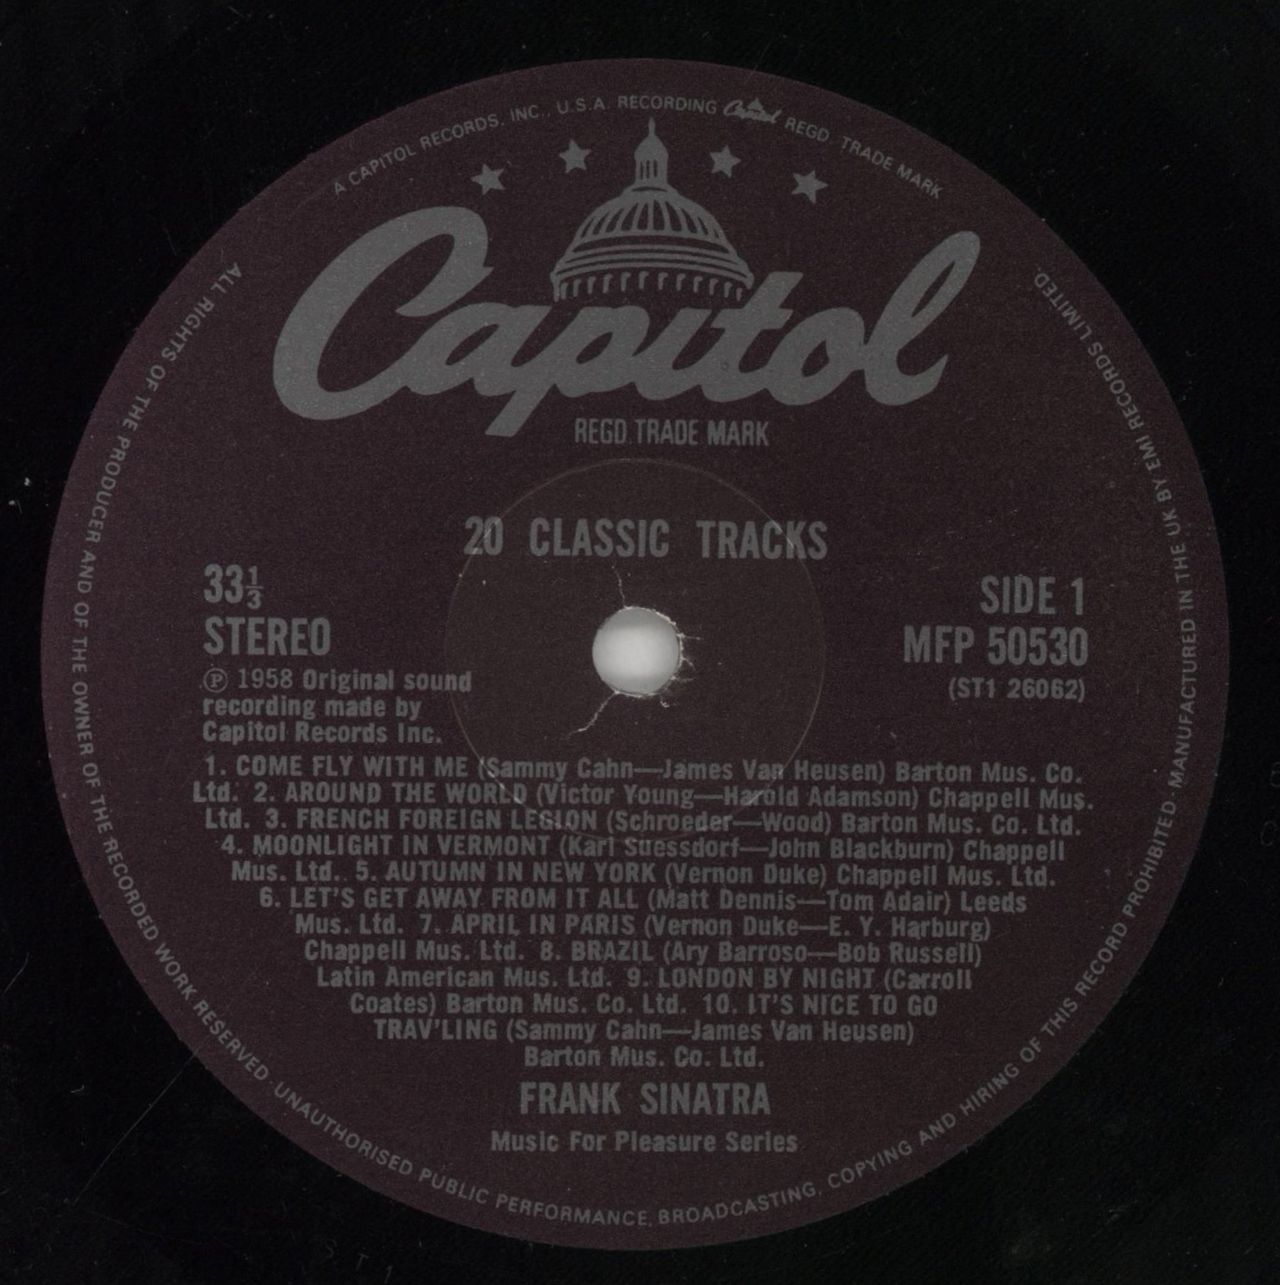 A CAPITOL RECORDS, INC., U.S.A. RECORDING Capitol REGD. TRADE MARK
Capitol
REGD. TRADE MARK
20 CLASSIC TRACKS
33⅓
STEREO
℗ 1958 Original sound
recording made by
Capitol Records Inc.
SIDE 1
MFP 50530
(ST1 26062)
1. COME FLY WITH ME (Sammy Cahn—James Van Heusen) Barton Mus. Co.
Ltd. 2. AROUND THE WORLD (Victor Young—Harold Adamson) Chappell Mus.
Ltd. 3. FRENCH FOREIGN LEGION (Schroeder—Wood) Barton Mus. Co. Ltd.
4. MOONLIGHT IN VERMONT (Karl Suessdorf—John Blackburn) Chappell
Mus. Ltd. 5. AUTUMN IN NEW YORK (Vernon Duke) Chappell Mus. Ltd.
6. LET'S GET AWAY FROM IT ALL (Matt Dennis—Tom Adair) Leeds
Mus. Ltd. 7. APRIL IN PARIS (Vernon Duke—E. Y. Harburg)
Chappell Mus. Ltd. 8. BRAZIL (Ary Barroso—Bob Russell)
Latin American Mus. Ltd. 9. LONDON BY NIGHT (Carroll
Coates) Barton Mus. Co. Ltd. 10. IT'S NICE TO GO
TRAV'LING (Sammy Cahn—James Van Heusen)
Barton Mus. Co. Ltd.
FRANK SINATRA
Music For Pleasure Series
ALL RIGHTS OF THE PRODUCER AND OF THE OWNER OF THE RECORDED WORK RESERVED. UNAUTHORISED PUBLIC PERFORMANCE, BROADCASTING, COPYING AND HIRING OF THIS RECORD PROHIBITED. MANUFACTURED IN THE UK BY EMI RECORDS LIMITED.